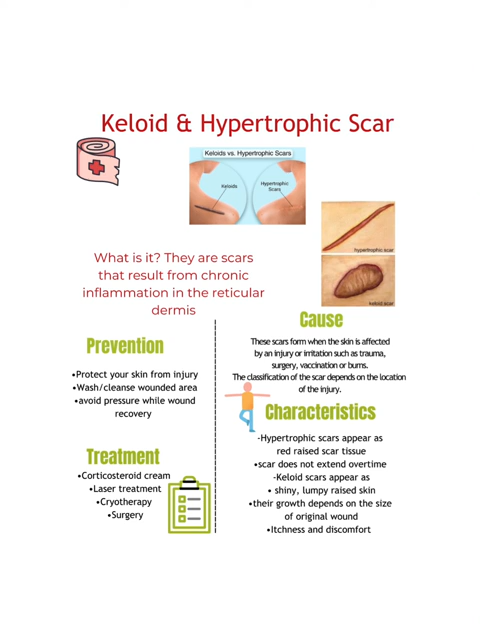 Keloid & Hypertrophic Scar
Keloids vs. Hypertrophic Scars
Keloids
Hypertrophic
Scars
hypertrophic scar
keloid scar
What is it? They are scars
that result from chronic
inflammation in the reticular
dermis
Prevention
•Protect your skin from injury
•Wash/cleanse wounded area
•avoid pressure while wound
recovery
Treatment
•Corticosteroid cream
•Laser treatment
•Cryotherapy
•Surgery
Cause
These scars form when the skin is affected
by an injury or irritation such as trauma,
surgery, vaccination or burns.
The classification of the scar depends on the location
of the injury.
Characteristics
-Hypertrophic scars appear as
red raised scar tissue
•scar does not extend overtime
-Keloid scars appear as
• shiny, lumpy raised skin
•their growth depends on the size
of original wound
•Itchness and discomfort